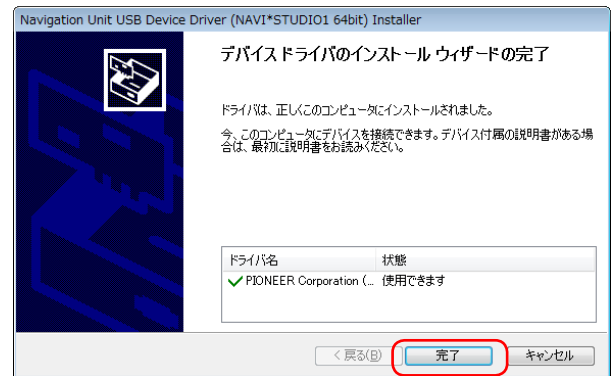 Navigation Unit USB Device Driver (NAVI*STUDIO1 64bit) Installer
デバイス ドライバのインストール ウィザードの完了
ドライバは、正しくこのコンピュータにインストールされました。
今、このコンピュータにデバイスを接続できます。デバイス付属の説明書がある場
合は、最初に説明書をお読みください。
ドライバ名 状態
PIONEER Corporation (... 使用できます
< 戻る(B) 完了 キャンセル